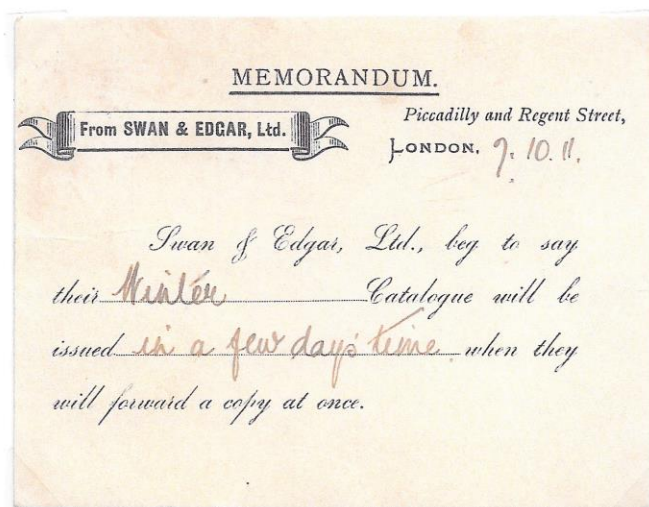 MEMORANDUM.
From SWAN & EDGAR, Ltd.
Piccadilly and Regent Street,
LONDON, 9.10.11.
Swan & Edgar, Ltd., beg to say
their Winter Catalogue will be
issued in a few days' time when they
will forward a copy at once.